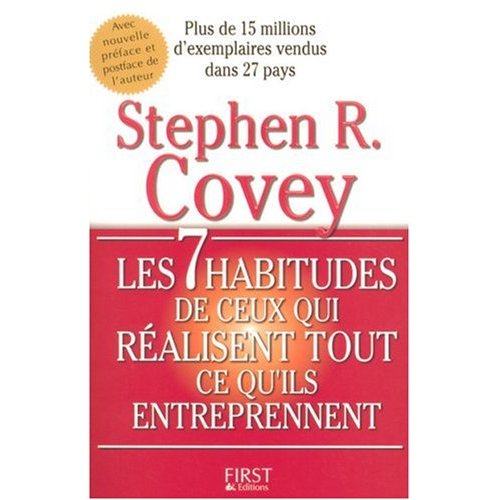 Avec
nouvelle
préface et
postface de
l'auteur
Plus de 15 millions
d'exemplaires vendus
dans 27 pays
Stephen R.
Covey
LES 7 HABITUDES
DE CEUX QUI
RÉALISENT TOUT
CE QU'ILS
ENTREPRENNENT
FIRST
& Editions